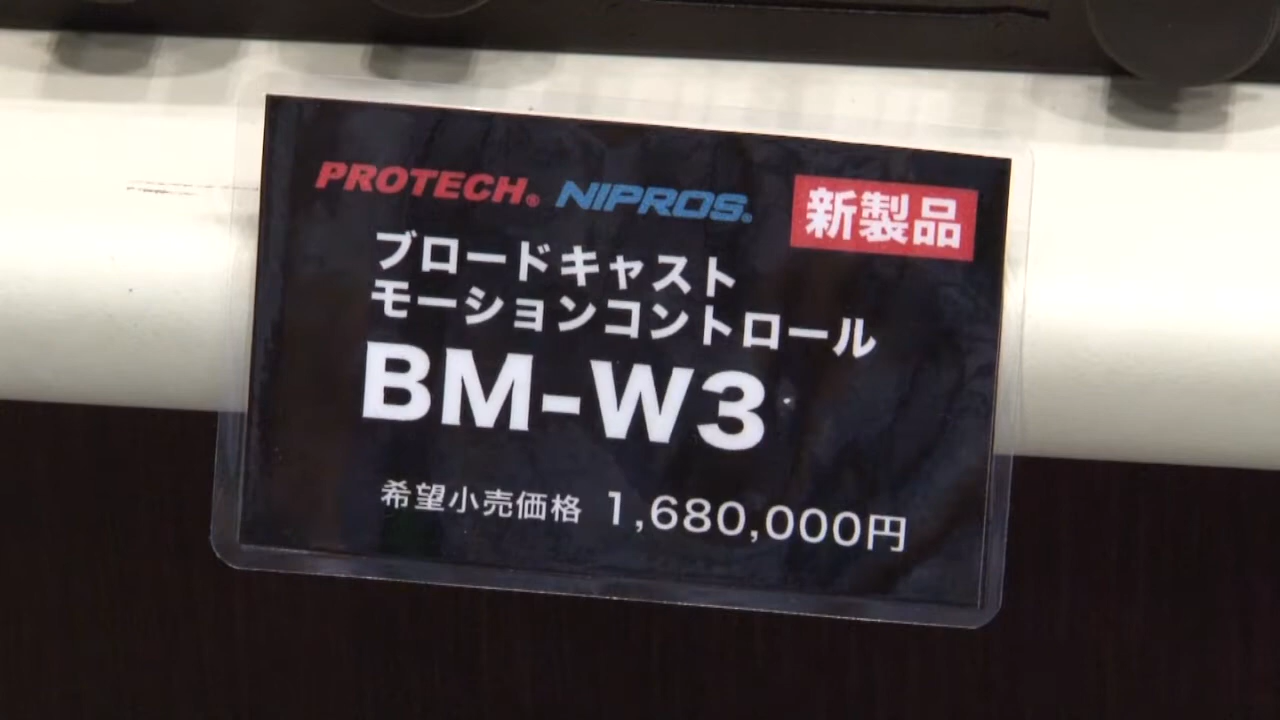 PROTECH® NIPROS® 新製品
ブロードキャスト
モーションコントロール
BM-W3
希望小売価格 1,680,000円